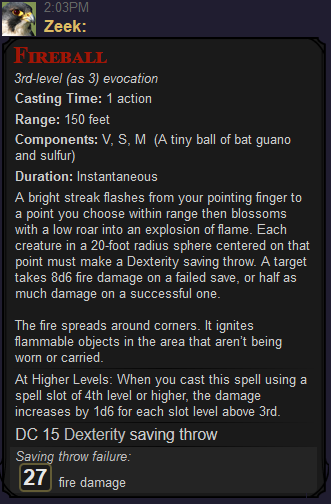 2:03PM
Zeek:
FIREBALL
3rd-level (as 3) evocation
Casting Time: 1 action
Range: 150 feet
Components: V, S, M (A tiny ball of bat guano
and sulfur)
Duration: Instantaneous
A bright streak flashes from your pointing finger to
a point you choose within range then blossoms
with a low roar into an explosion of flame. Each
creature in a 20-foot radius sphere centered on that
point must make a Dexterity saving throw. A target
takes 8d6 fire damage on a failed save, or half as
much damage on a successful one.
The fire spreads around corners. It ignites
flammable objects in the area that aren't being
worn or carried.
At Higher Levels: When you cast this spell using a
spell slot of 4th level or higher, the damage
increases by 1d6 for each slot level above 3rd.
DC 15 Dexterity saving throw
Saving throw failure:
27 fire damage